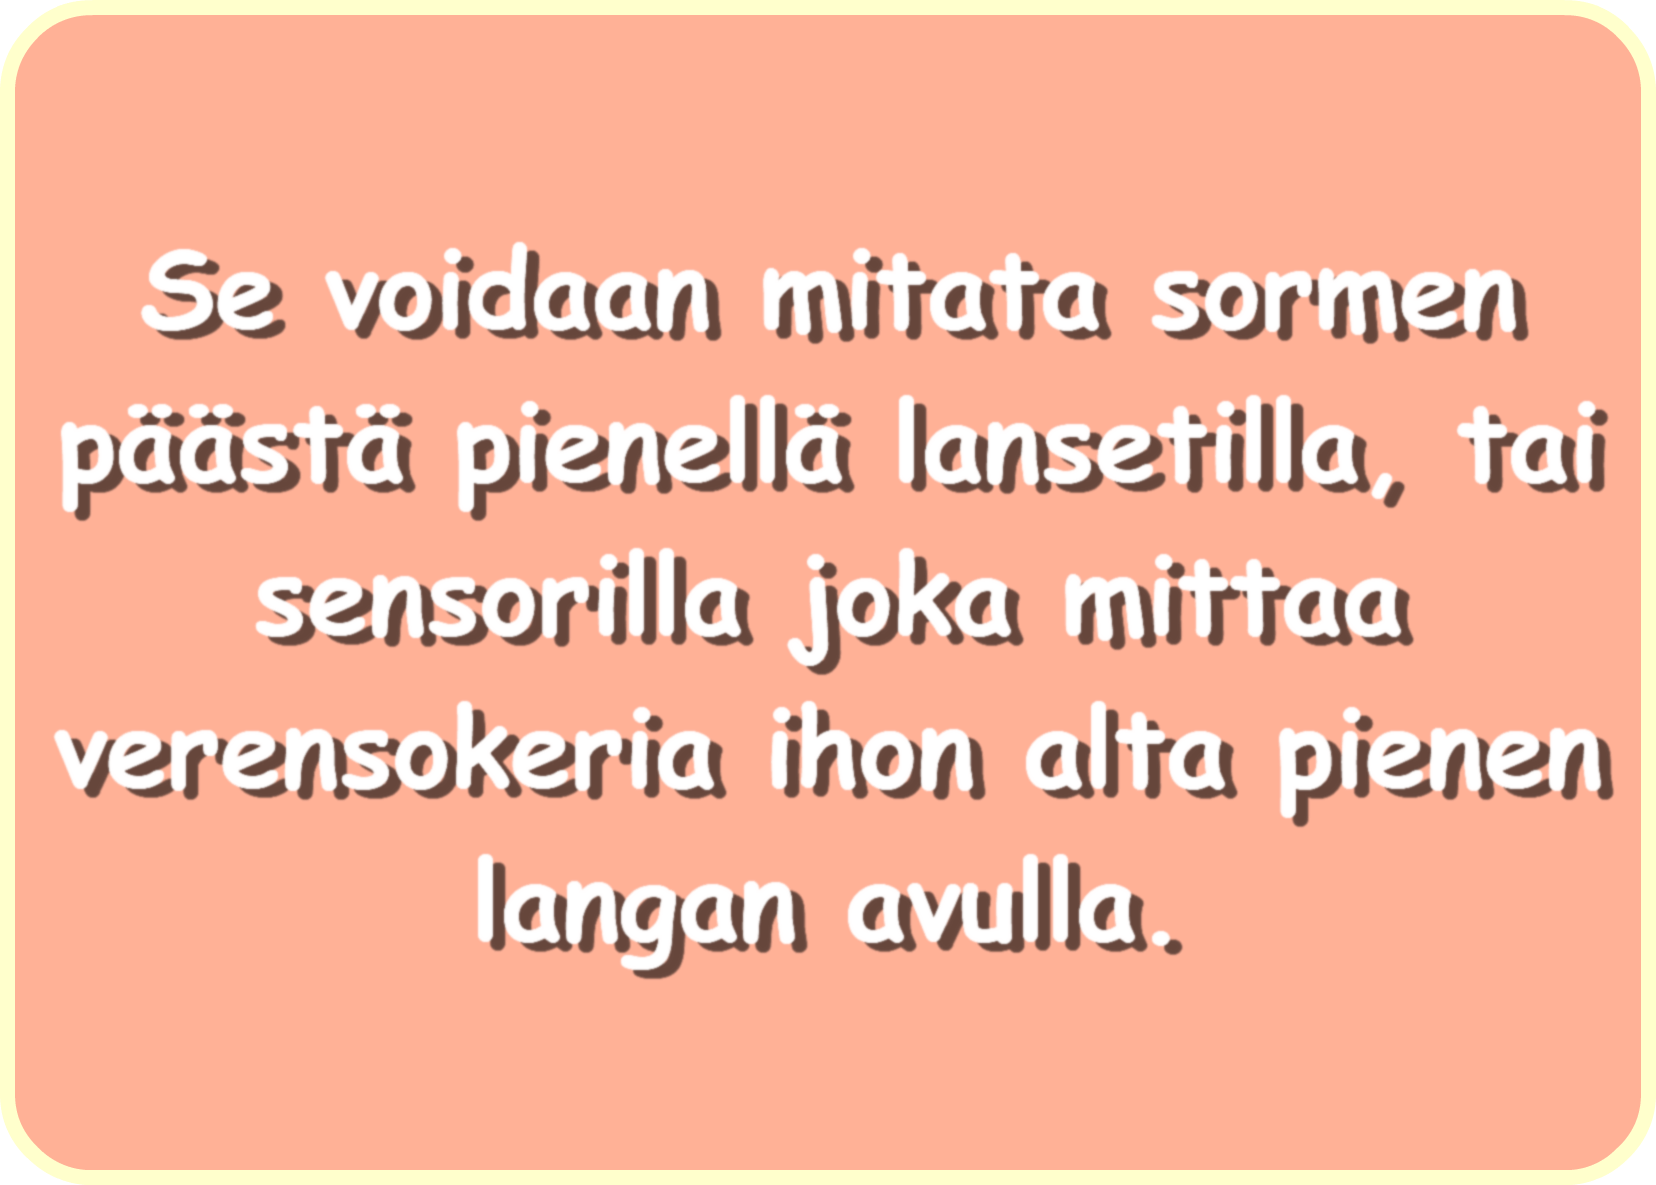 Se voidaan mitata sormen
päästä pienellä lansetilla, tai
sensorilla joka mittaa
verensokeria ihon alta pienen
langan avulla.